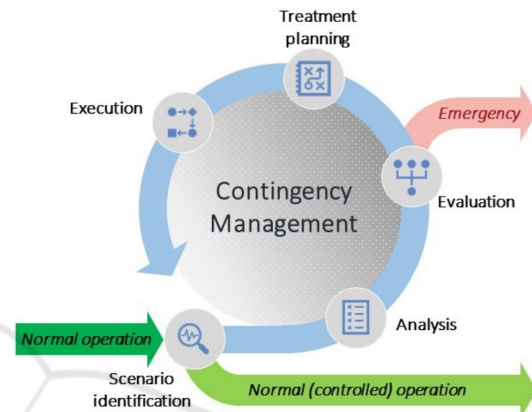 Treatment
planning
Execution
Emergency
Contingency
Management
Evaluation
Analysis
Normal operation
Scenario
identification
Normal (controlled) operation